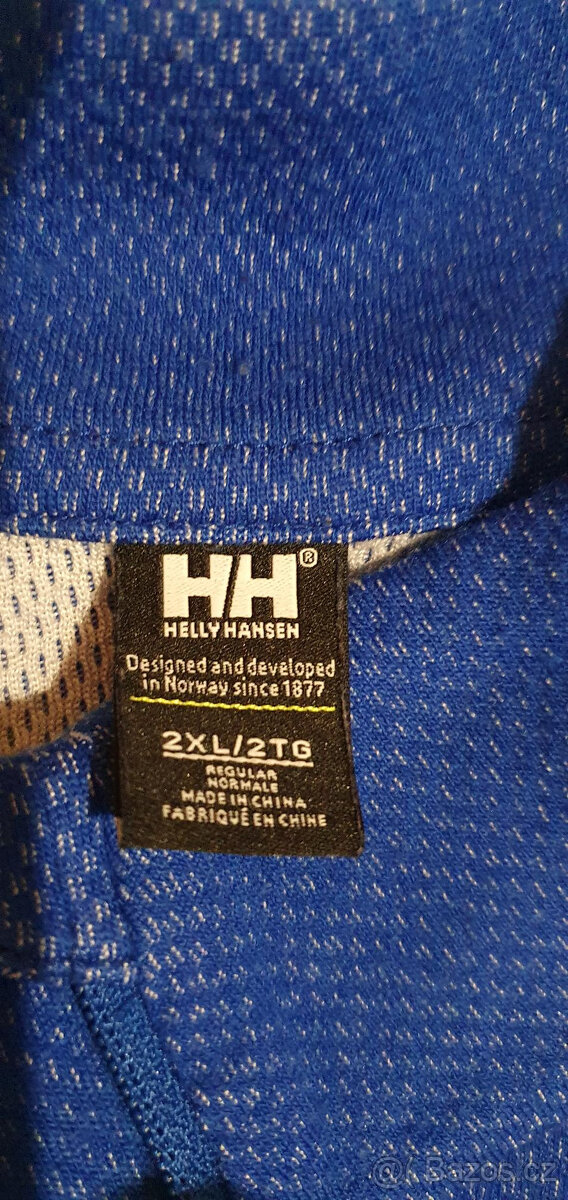 H/H®
HELLY HANSEN
Designed and developed
in Norway since 1877
2XL/2TG
REGULAR
NORMALE
MADE IN CHINA
FABRIQUÉ EN CHINE
@ Bazos.cz